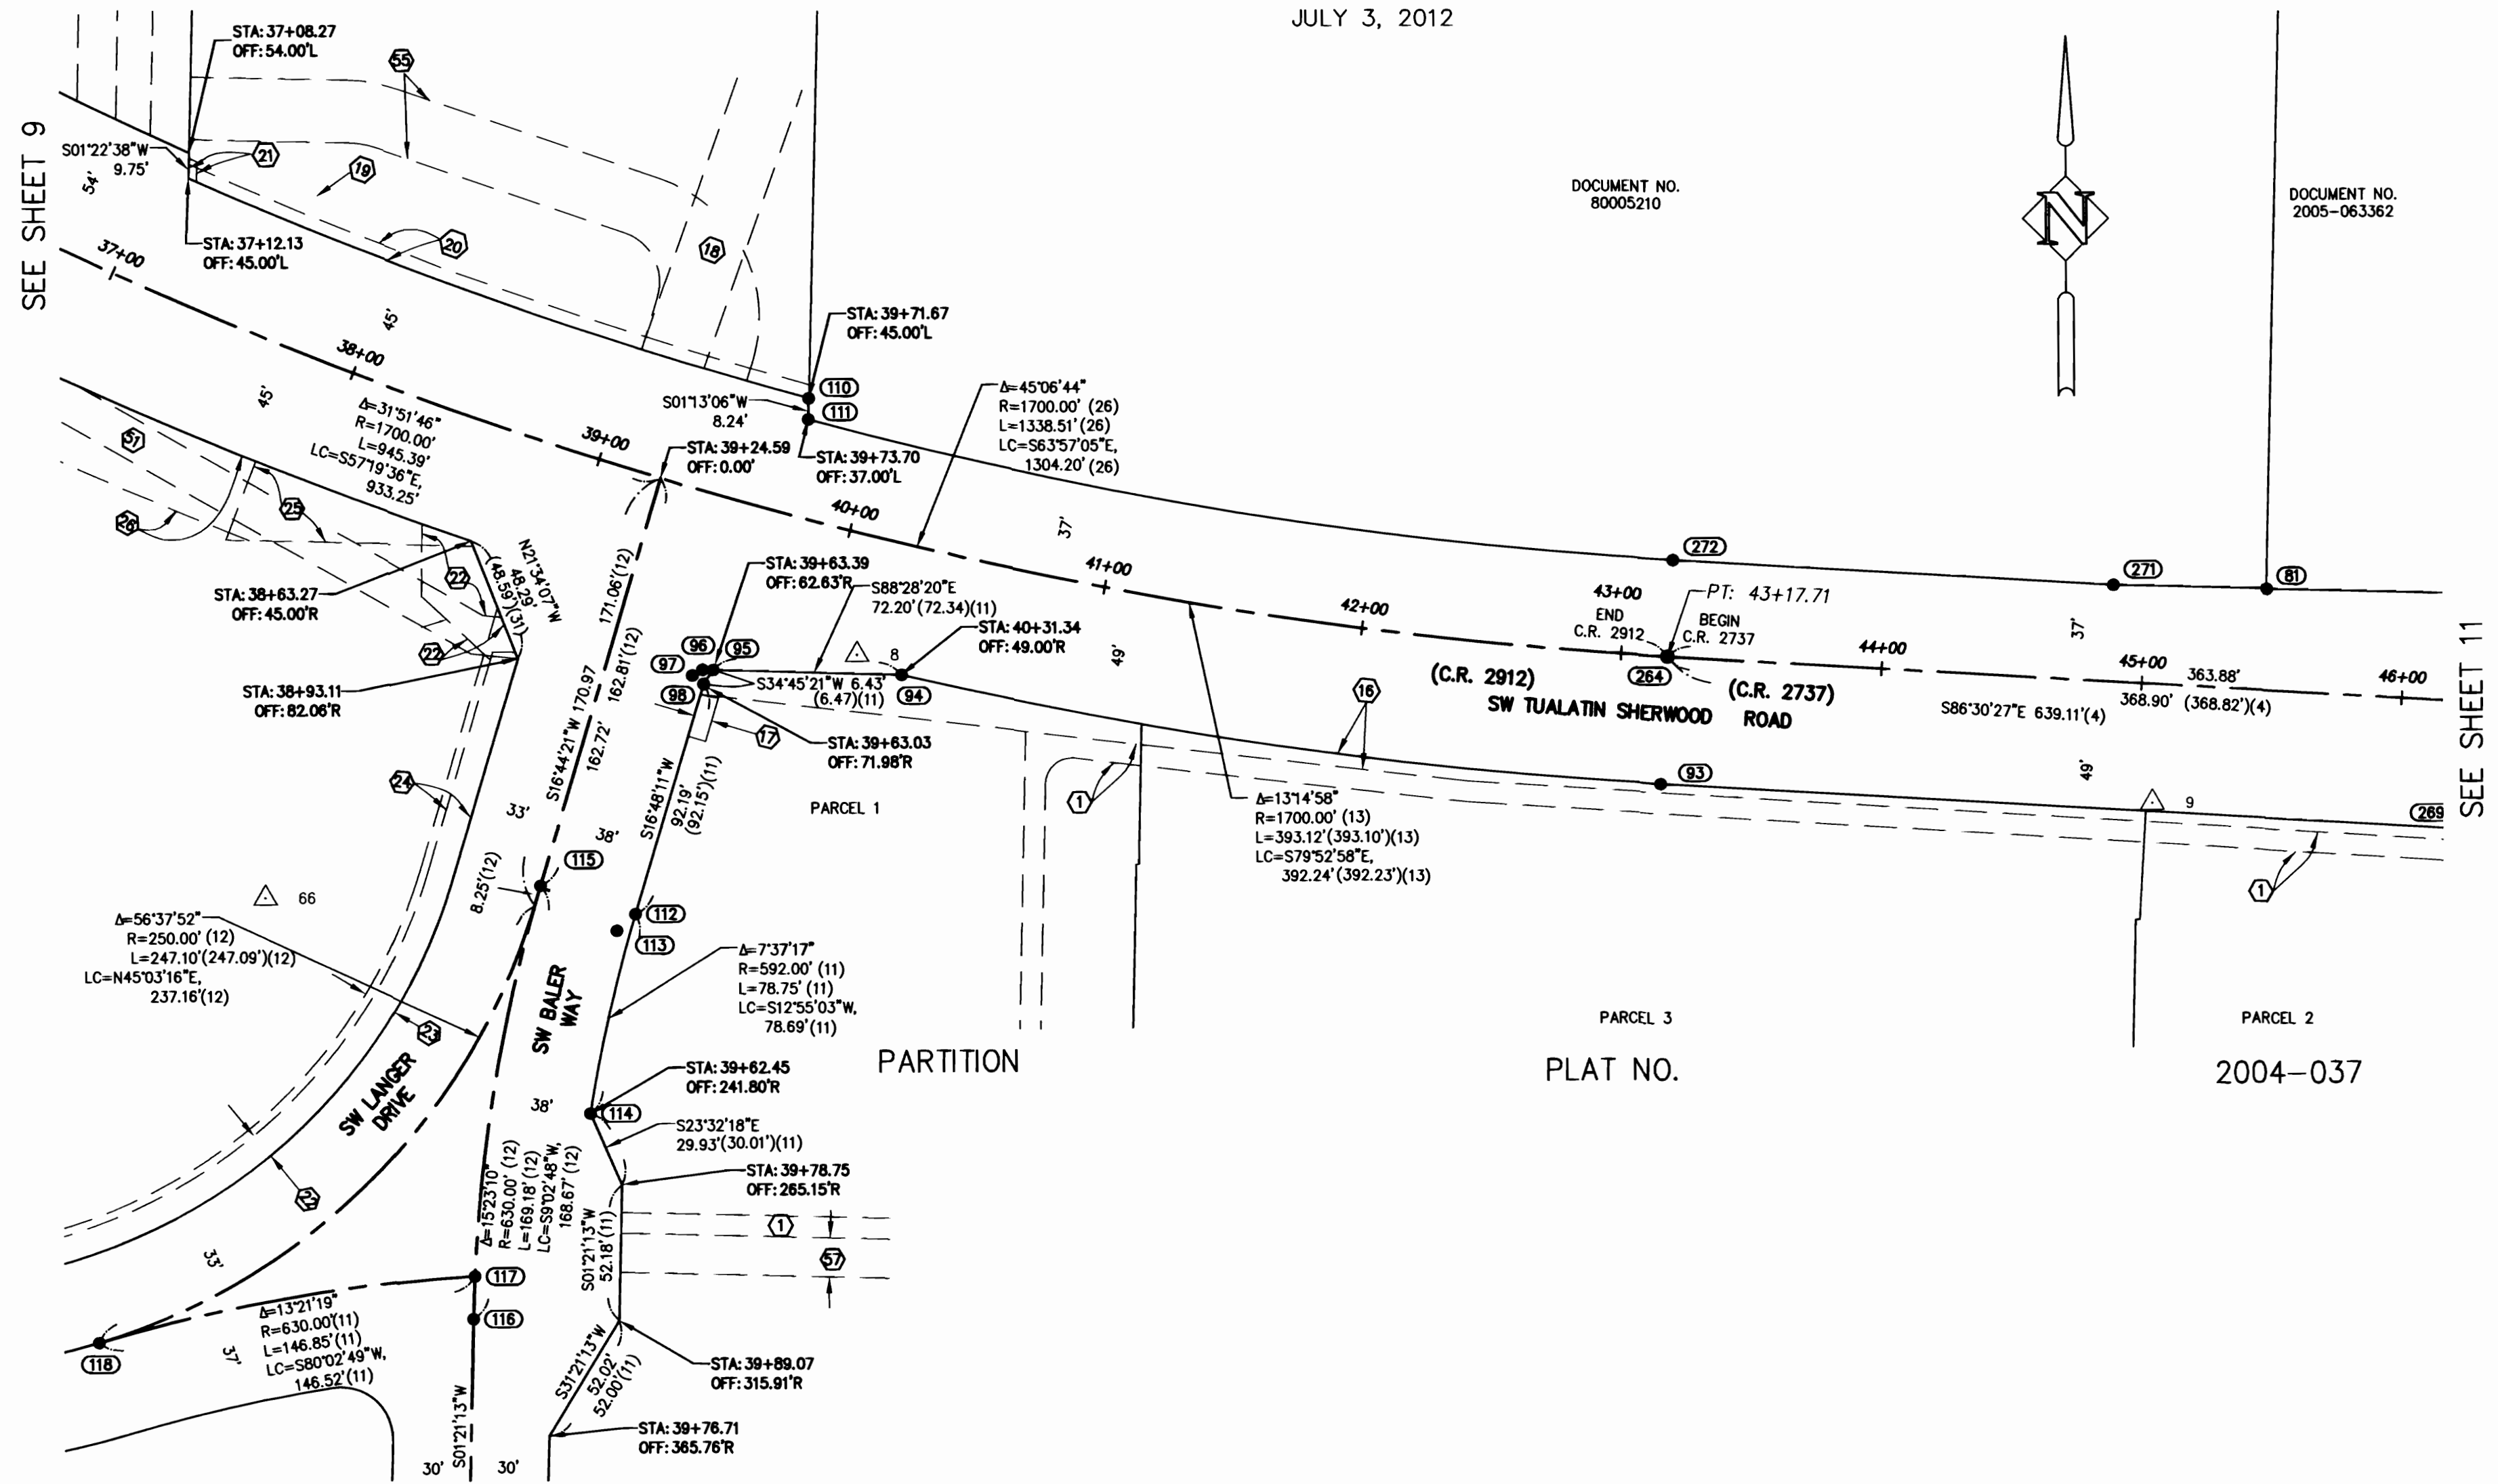 JULY 3, 2012
SEE SHEET 9
STA: 37+08.27
OFF: 54.00'L
55
S01°22'38"W
9.75'
54'
21
19
20
18
STA: 37+12.13
OFF: 45.00'L
DOCUMENT NO.
80005210
N
DOCUMENT NO.
2005-063362
37+00
45'
38+00
45'
Δ=31°51'46"
R=1700.00'
L=945.39'
LC=S57°19'36"E,
933.25'
STA: 39+71.67
OFF: 45.00'L
110
S01°13'06"W
8.24'
111
39+00
STA: 39+24.59
OFF: 0.00'
STA: 39+73.70
OFF: 37.00'L
Δ=45°06'44"
R=1700.00' (26)
L=1338.51' (26)
LC=S63°57'05"E,
1304.20' (26)
51
25
26
22
22
N21°34'07"W
48.29'
(48.59')(31)
STA: 38+63.27
OFF: 45.00'R
STA: 38+93.11
OFF: 82.06'R
171.06'(12)
162.81'(12)
S16°44'21"W 170.97
162.72'
40+00
37'
41+00
STA: 39+63.39
OFF: 62.63'R
S88°28'20"E
72.20' (72.34)(11)
8
STA: 40+31.34
OFF: 49.00'R
96
95
97
98
94
S34°45'21"W 6.43'
(6.47)(11)
49'
17
STA: 39+63.03
OFF: 71.98'R
42+00
43+00
END
C.R. 2912
PT: 43+17.71
BEGIN
C.R. 2737
264
272
271
81
37'
44+00
45+00
363.88'
46+00
(C.R. 2912)
(C.R. 2737)
SW TUALATIN SHERWOOD ROAD
S86°30'27"E 639.11'(4)
368.90' (368.82')(4)
SEE SHEET 11
16
93
49'
9
269
24
33'
38'
S16°48'11"W
92.19'
(92.15')(11)
PARCEL 1
1
Δ=13°14'58"
R=1700.00' (13)
L=393.12'(393.10')(13)
LC=S79°52'58"E,
392.24'(392.23')(13)
1
115
8.25'(12)
66
112
113
Δ=56°37'52"
R=250.00' (12)
L=247.10'(247.09')(12)
LC=N45°03'16"E,
237.16'(12)
23
SW BALER
WAY
Δ=7°37'17"
R=592.00' (11)
L=78.75' (11)
LC=S12°55'03"W,
78.69'(11)
PARCEL 3
PARCEL 2
PARTITION
PLAT NO.
2004-037
SW LANGER
DRIVE
STA: 39+62.45
OFF: 241.80'R
38'
114
S23°32'18"E
29.93'(30.01')(11)
STA: 39+78.75
OFF: 265.15'R
Δ=15°23'10"
R=630.00' (12)
L=169.18' (12)
LC=S9°02'48"W,
168.67' (12)
S01°21'13"W
52.18'(11)
1
57
33'
117
116
118
Δ=13°21'19"
R=630.00'(11)
L=146.85'(11)
LC=S80°02'49"W,
146.52'(11)
37'
S01°21'13"W
S31°21'13"W
52.02'
52.00'(11)
STA: 39+89.07
OFF: 315.91'R
STA: 39+76.71
OFF: 365.76'R
30'
30'